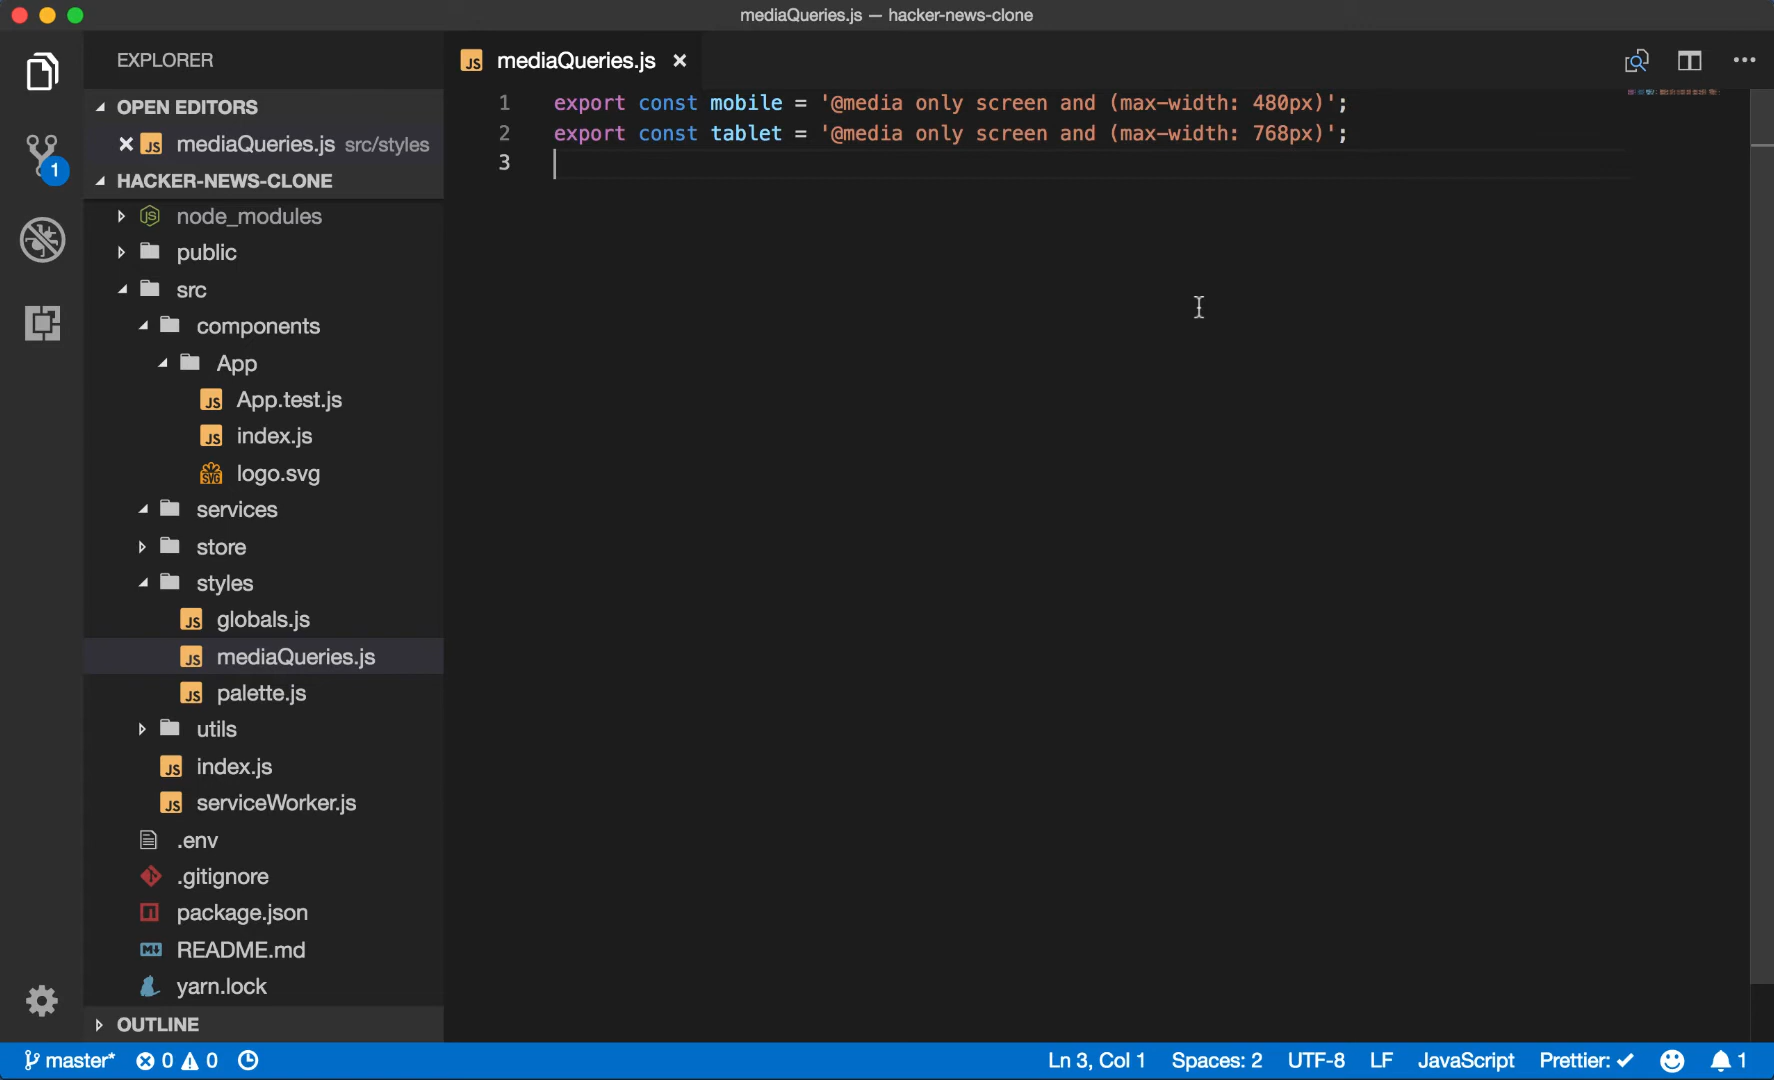 mediaQueries.js — hacker-news-clone
EXPLORER
OPEN EDITORS
mediaQueries.js src/styles
1
HACKER-NEWS-CLONE
node_modules
public
src
components
App
App.test.js
index.js
logo.svg
services
store
styles
globals.js
mediaQueries.js
palette.js
utils
index.js
serviceWorker.js
.env
.gitignore
package.json
README.md
yarn.lock
OUTLINE
JS mediaQueries.js
1 export const mobile = '@media only screen and (max-width: 480px)';
2 export const tablet = '@media only screen and (max-width: 768px)';
3
master* 0 0 Ln 3, Col 1 Spaces: 2 UTF-8 LF JavaScript Prettier: ✓ 1